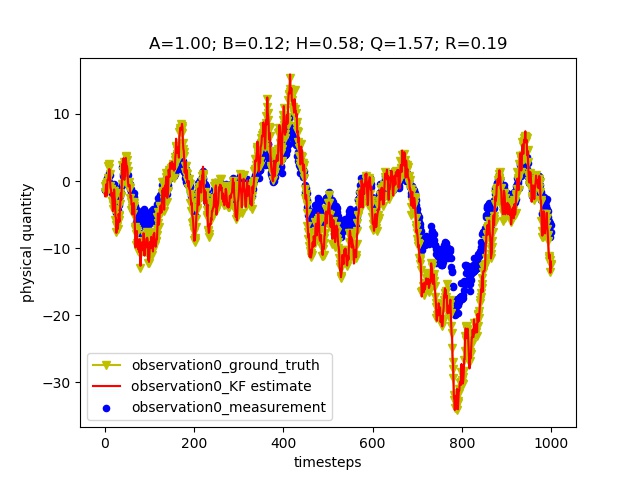 A=1.00; B=0.12; H=0.58; Q=1.57; R=0.19
physical quantity
10
0
−10
−20
−30
observation0_ground_truth
observation0_KF estimate
observation0_measurement
0 200 400 600 800 1000
timesteps